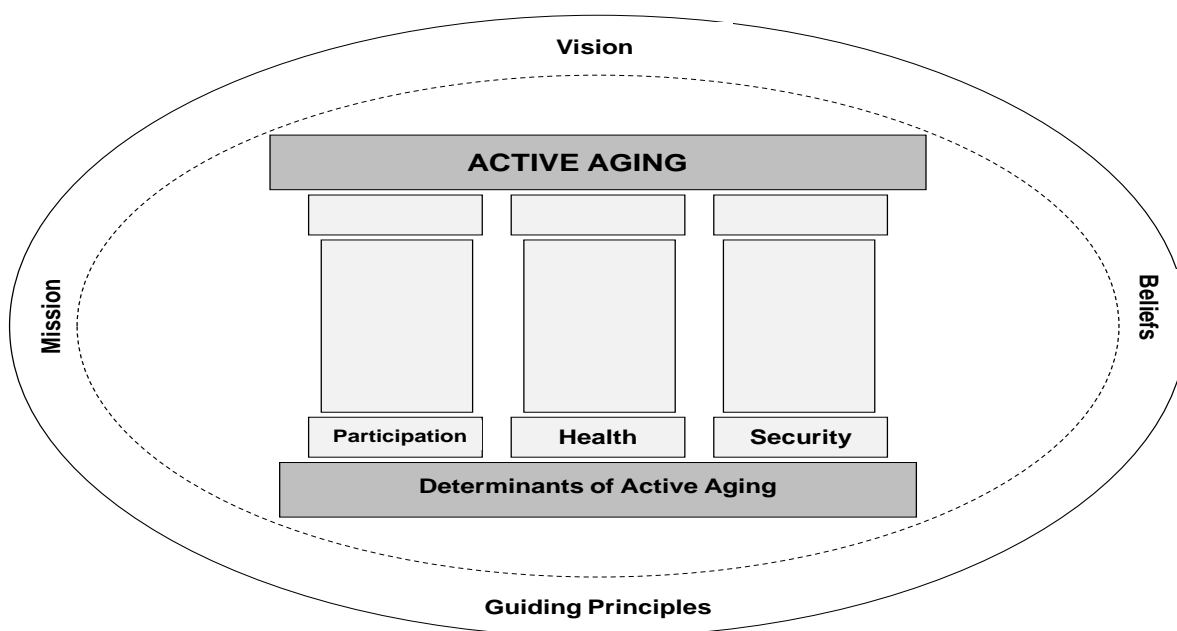 Vision
ACTIVE AGING
Mission
Beliefs
Participation
Health
Security
Determinants of Active Aging
Guiding Principles